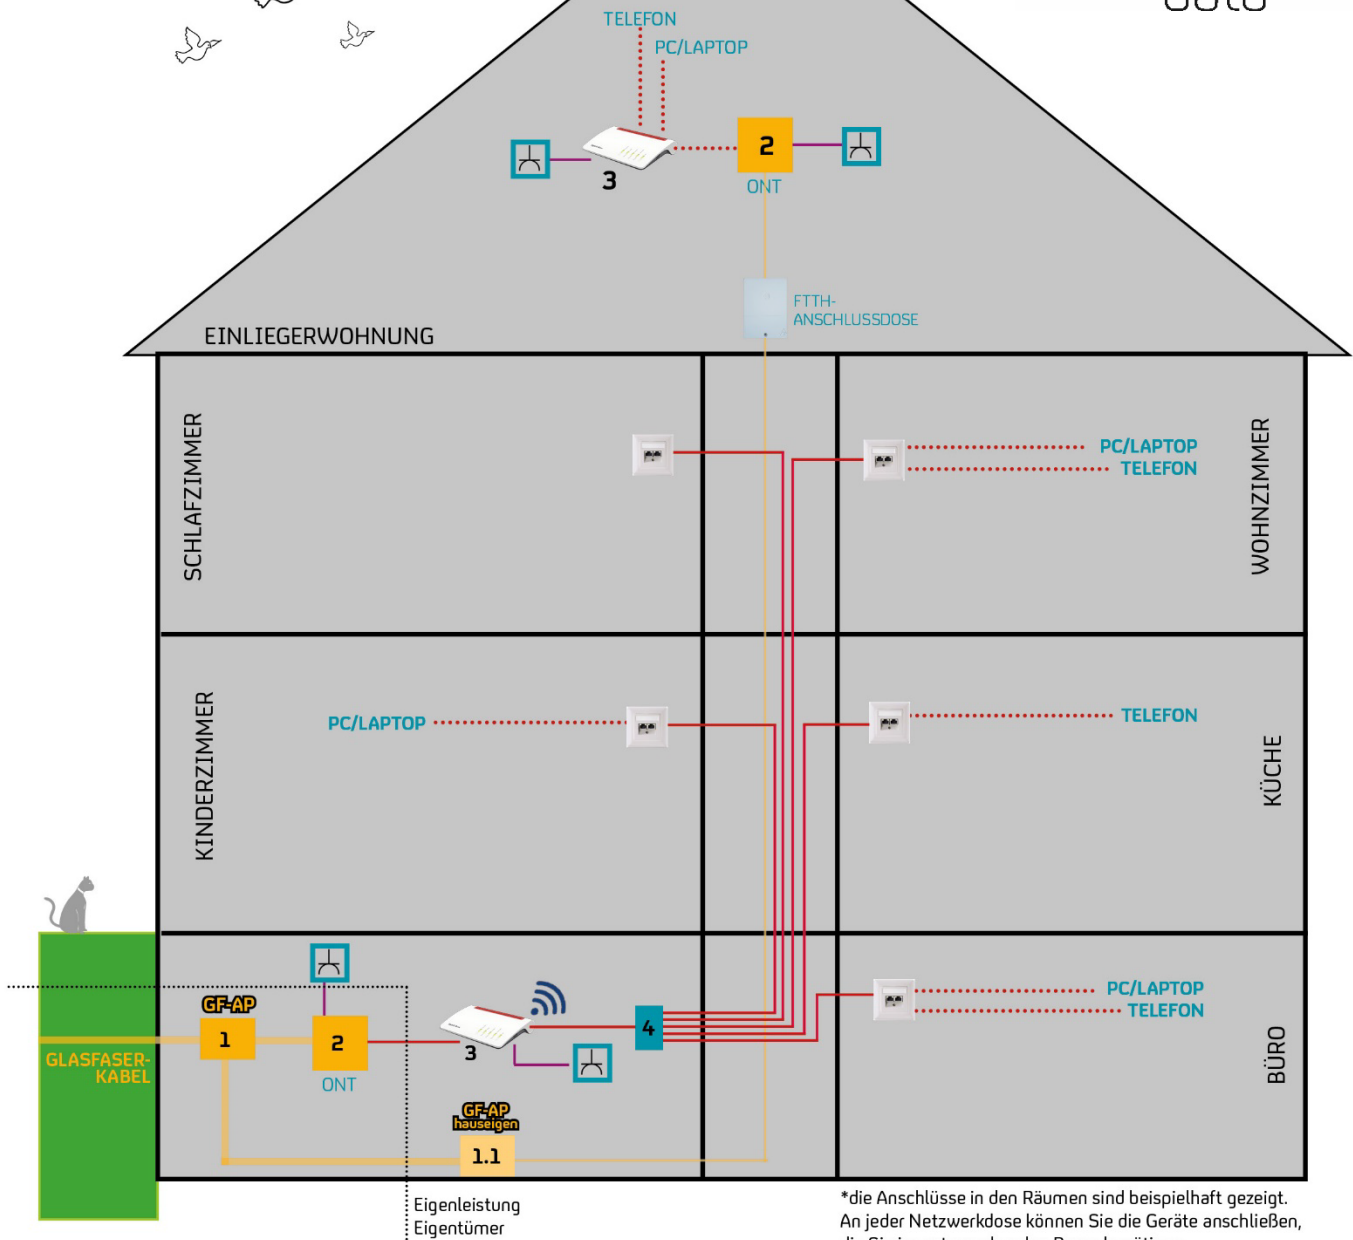 TELEFON
PC/LAPTOP
2
3
ONT
FTTH-
ANSCHLUSSDOSE
EINLIEGERWOHNUNG
SCHLAFZIMMER
PC/LAPTOP
TELEFON
WOHNZIMMER
KINDERZIMMER
PC/LAPTOP
TELEFON
KÜCHE
GF-AP
1
2
3
4
PC/LAPTOP
TELEFON
GLASFASER-
KABEL
ONT
BÜRO
GF-AP
hauseigen
1.1
Eigenleistung
Eigentümer
*die Anschlüsse in den Räumen sind beispielhaft gezeigt.
An jeder Netzwerkdose können Sie die Geräte anschließen,